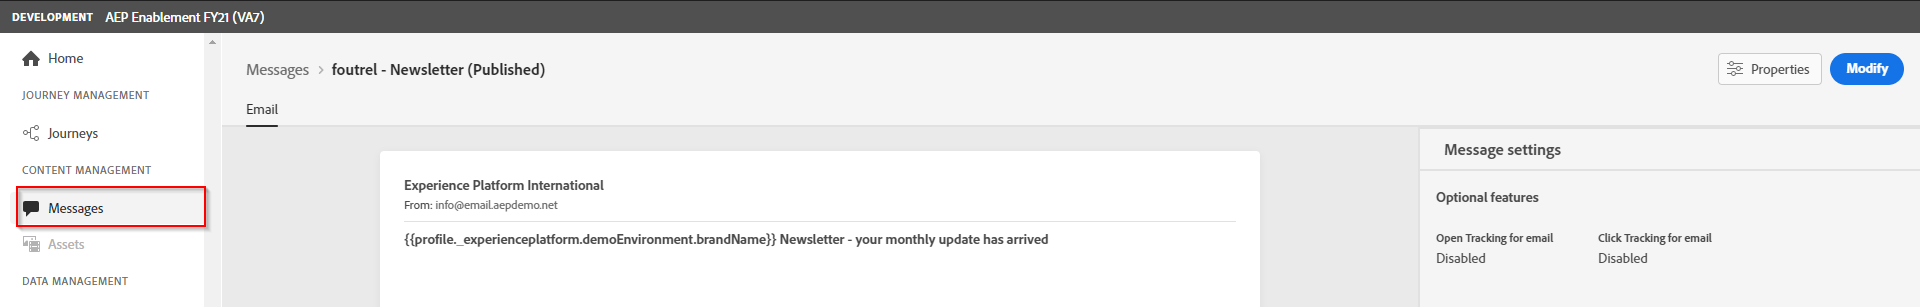 DEVELOPMENT AEP Enablement FY21 (VA7)
Home
JOURNEY MANAGEMENT
Journeys
CONTENT MANAGEMENT
Messages
Assets
DATA MANAGEMENT
Messages > foutrel - Newsletter (Published)
Properties
Modify
Email
Experience Platform International
From: info@email.aepdemo.net
{{profile._experienceplatform.demoEnvironment.brandName}} Newsletter - your monthly update has arrived
Message settings
Optional features
Open Tracking for email
Disabled
Click Tracking for email
Disabled